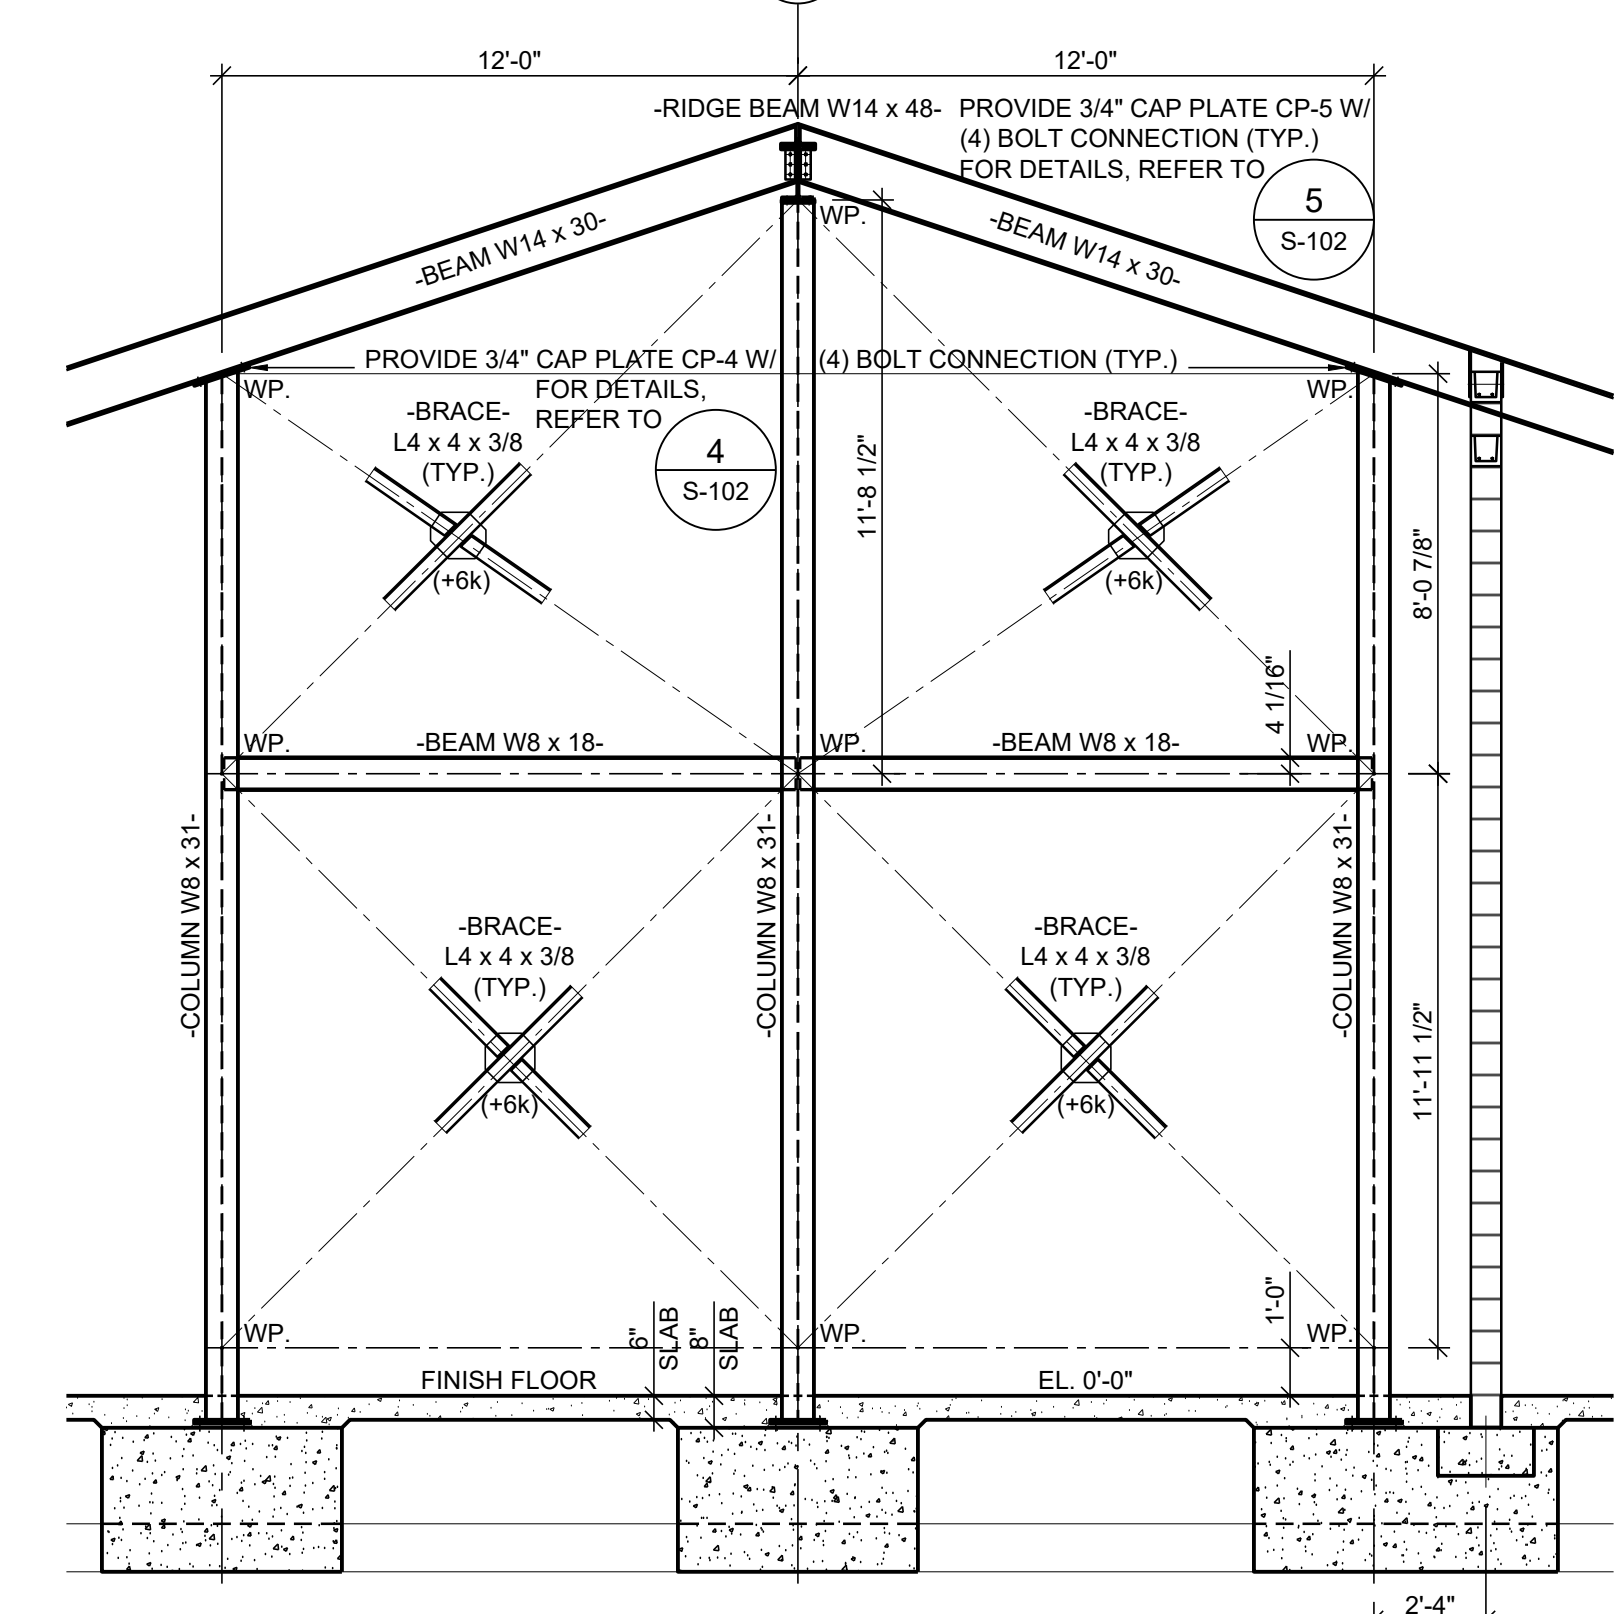 12'-0"
12'-0"
-RIDGE BEAM W14 x 48-
PROVIDE 3/4" CAP PLATE CP-5 W/
(4) BOLT CONNECTION (TYP.)
FOR DETAILS, REFER TO
5
S-102
WP.
-BEAM W14 x 30-
-BEAM W14 x 30-
PROVIDE 3/4" CAP PLATE CP-4 W/ (4) BOLT CONNECTION (TYP.)
FOR DETAILS,
REFER TO
4
S-102
WP.
WP.
-BRACE-
L4 x 4 x 3/8
(TYP.)
(+6k)
-BRACE-
L4 x 4 x 3/8
(TYP.)
(+6k)
11'-8 1/2"
8'-0 7/8"
4 1/16"
WP.
-BEAM W8 x 18-
WP.
-BEAM W8 x 18-
WP.
-COLUMN W8 x 31-
-COLUMN W8 x 31-
-COLUMN W8 x 31-
-BRACE-
L4 x 4 x 3/8
(TYP.)
(+6k)
-BRACE-
L4 x 4 x 3/8
(TYP.)
(+6k)
11'-11 1/2"
1'-0"
WP.
6"
SLAB
8"
SLAB
WP.
WP.
FINISH FLOOR
EL. 0'-0"
2'-4"